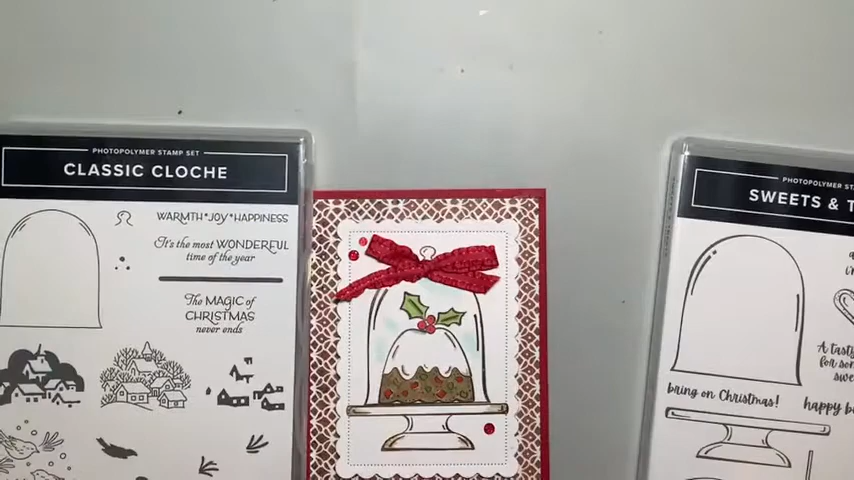 PHOTOPOLYMER STAMP SET
CLASSIC CLOCHE
WARMTH•JOY•HAPPINESS
It's the most WONDERFUL
time of the year
The MAGIC of
CHRISTMAS
never ends
PHOTOPOLYMER STAMP
SWEETS & T
A tasty
for so
swe
bring on Christmas!
happy b